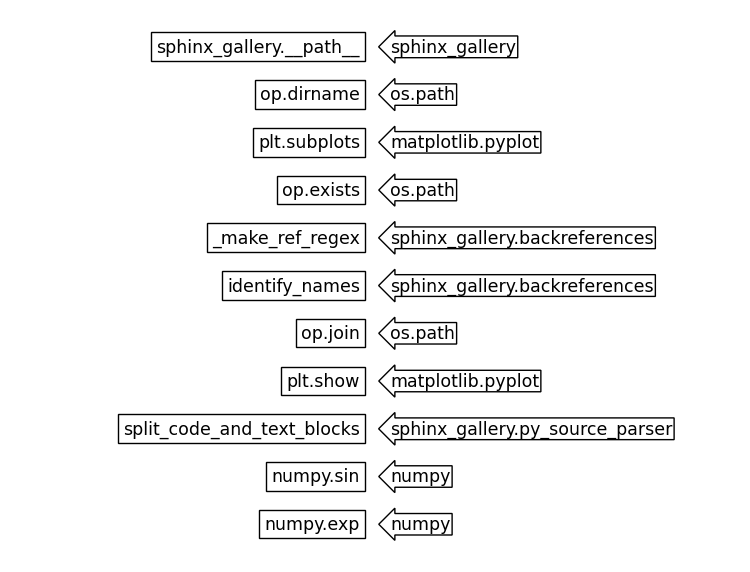 sphinx_gallery.__path__ sphinx_gallery
op.dirname os.path
plt.subplots matplotlib.pyplot
op.exists os.path
_make_ref_regex sphinx_gallery.backreferences
identify_names sphinx_gallery.backreferences
op.join os.path
plt.show matplotlib.pyplot
split_code_and_text_blocks sphinx_gallery.py_source_parser
numpy.sin numpy
numpy.exp numpy